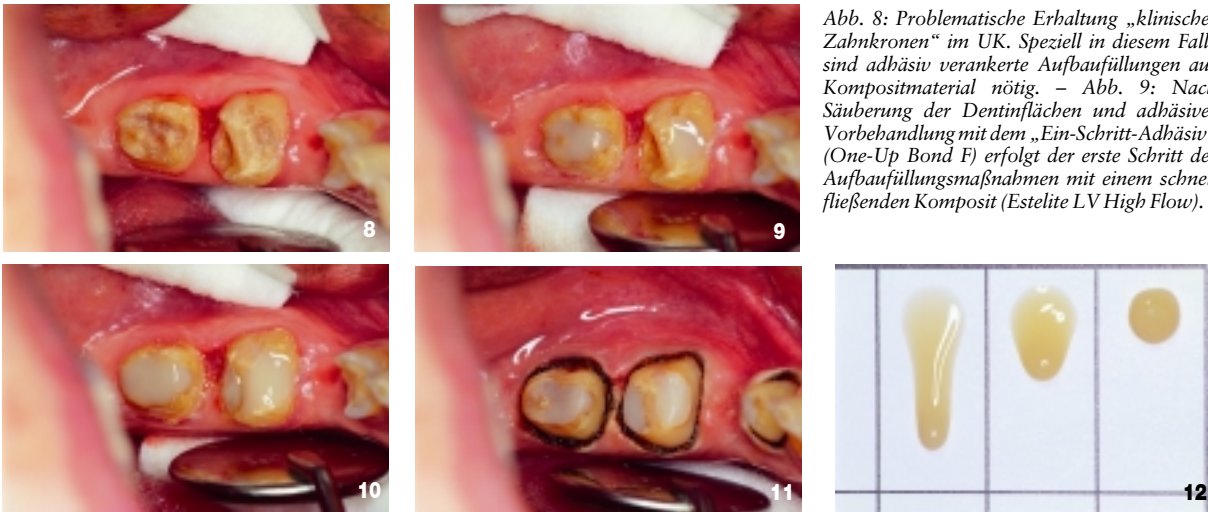 Abb. 8: Problematische Erhaltung „klinische
Zahnkronen“ im UK. Speziell in diesem Fall
sind adhäsiv verankerte Aufbaufüllungen au
Kompositmaterial nötig. – Abb. 9: Nac
Säuberung der Dentinflächen und adhäsive
Vorbehandlung mit dem „Ein-Schritt-Adhäsiv
(One-Up Bond F) erfolgt der erste Schritt de
Aufbaufüllungsmaßnahmen mit einem schnel
fließenden Komposit (Estelite LV High Flow).
8
9
10
11
12